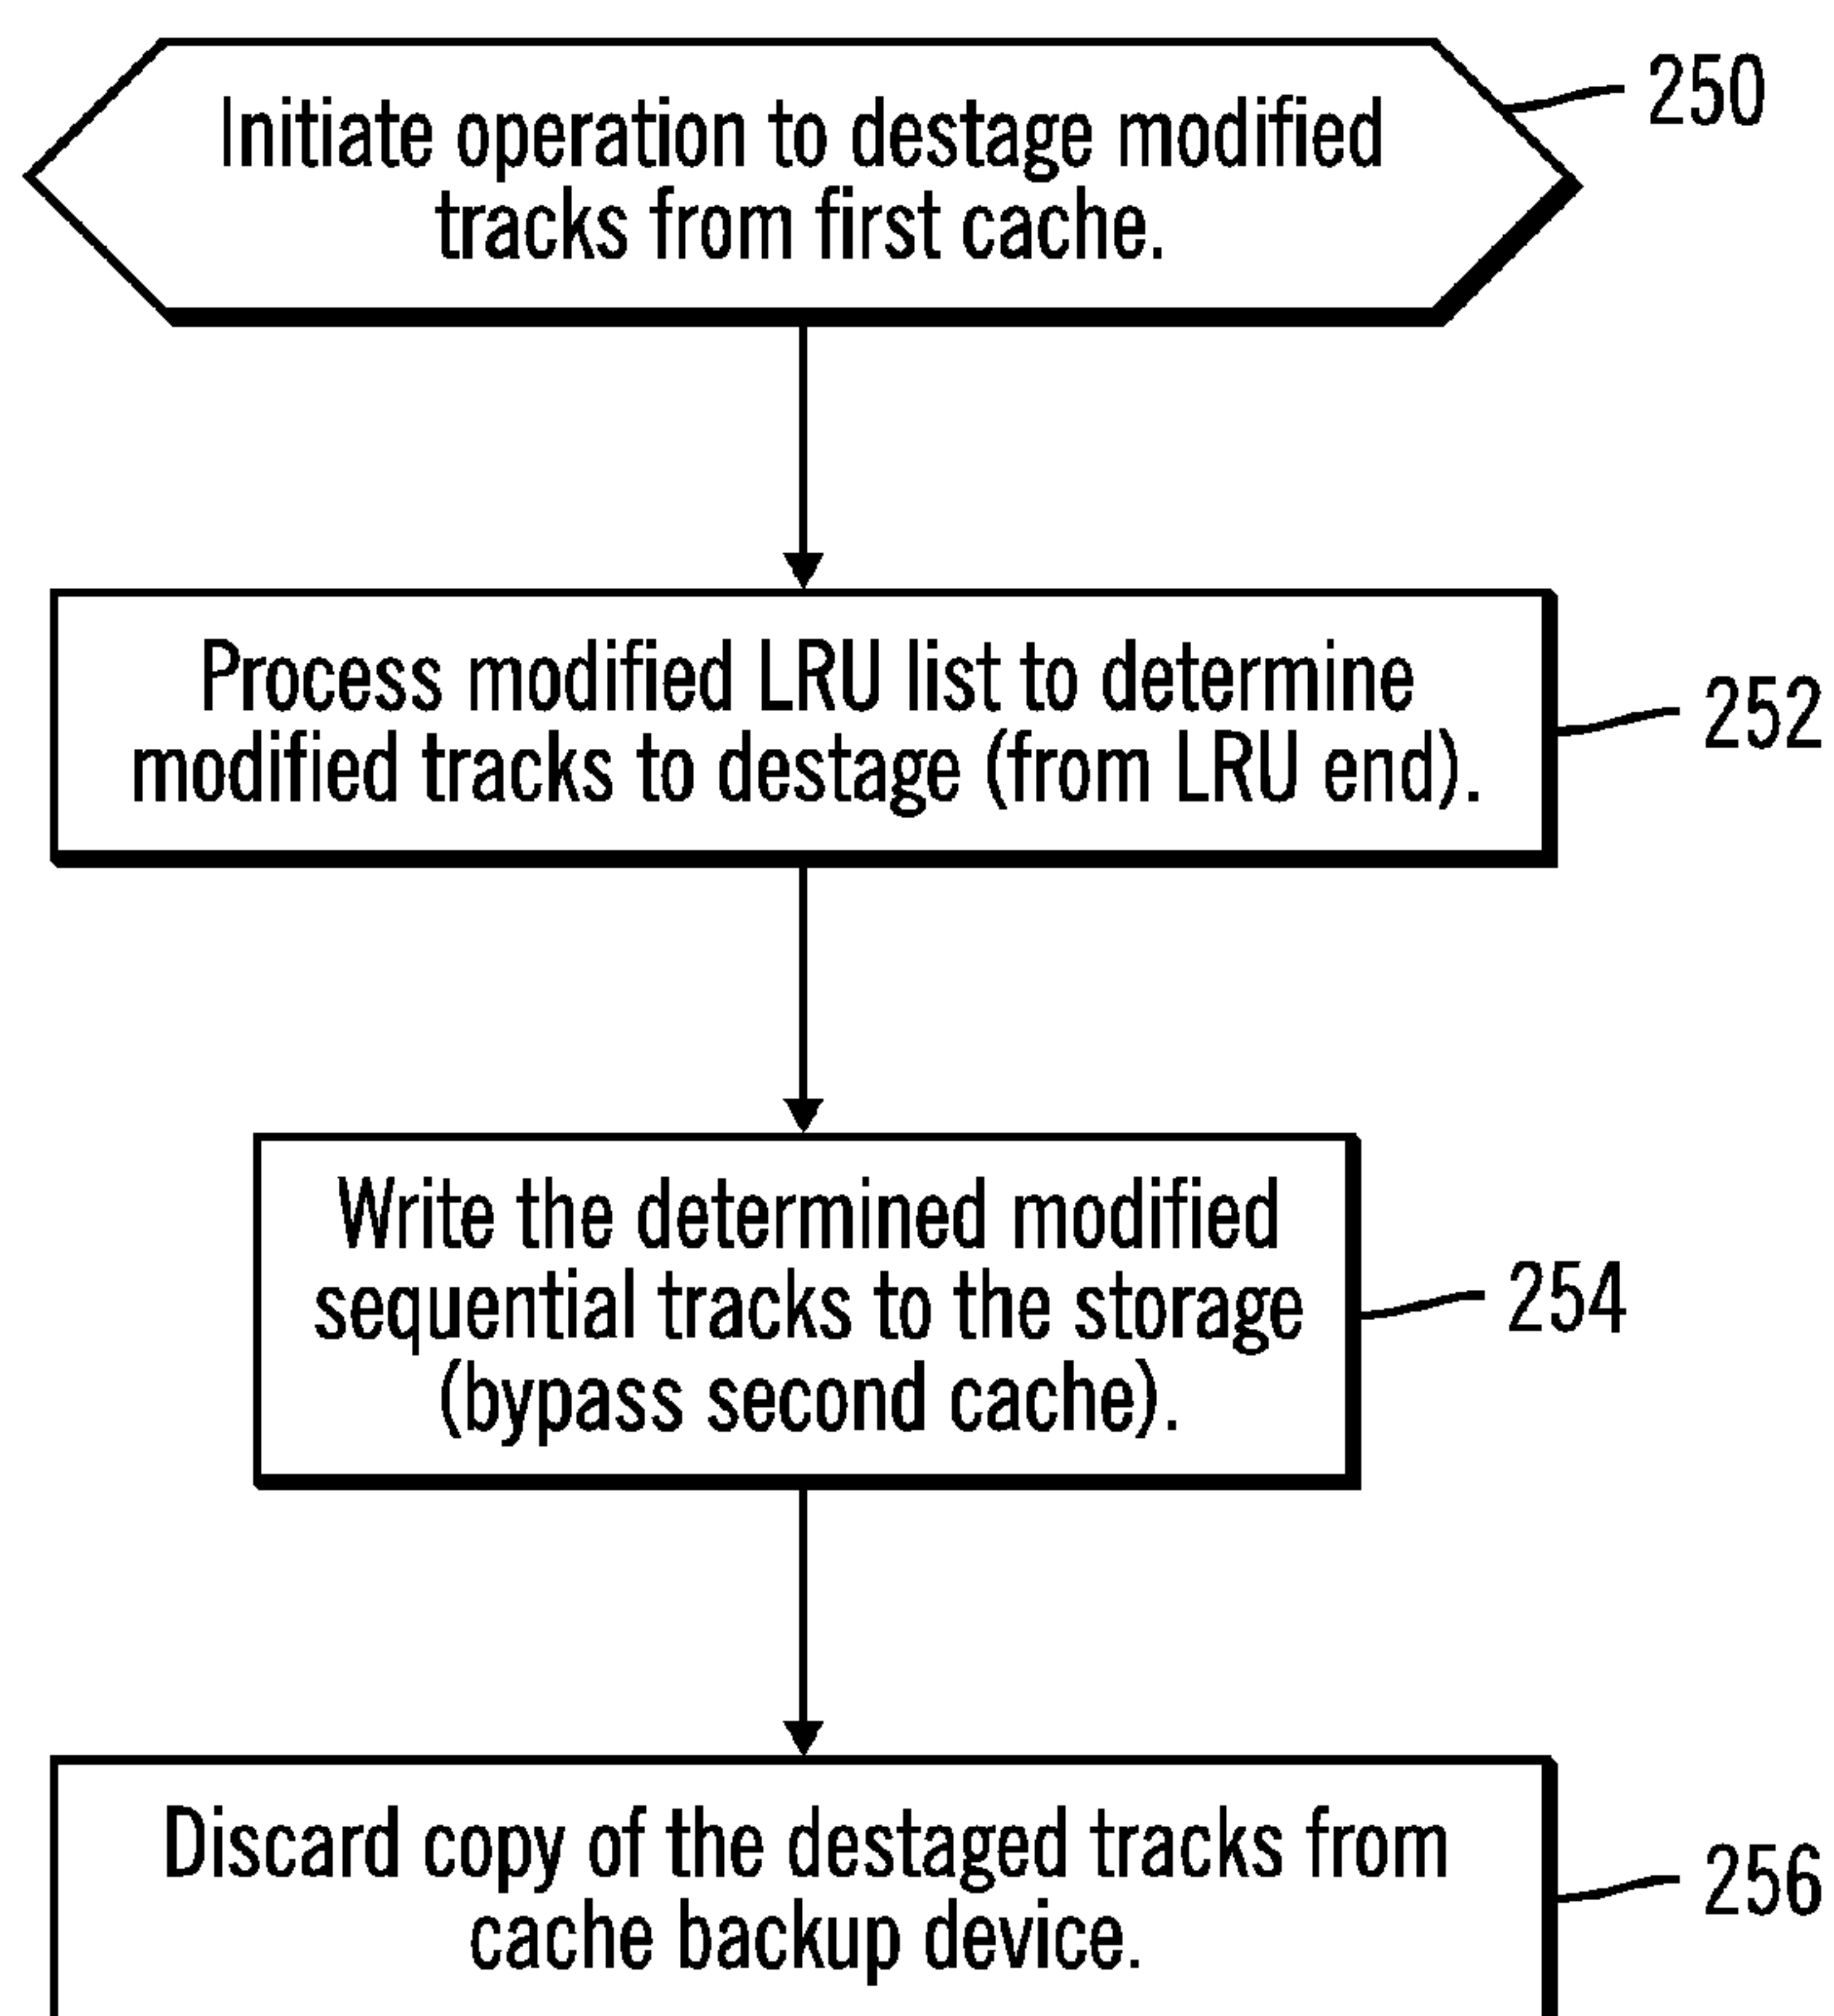 Initiate operation to destage modified
tracks from first cache.
250
Process modified LRU list to determine
modified tracks to destage (from LRU end).
252
Write the determined modified
sequential tracks to the storage
(bypass second cache).
254
Discard copy of the destaged tracks from
cache backup device.
256